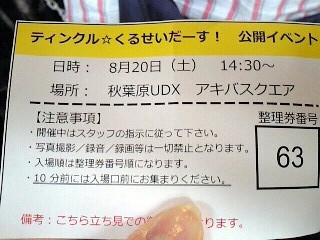 ティンクル☆くるせいだーす！ 公開イベント
日時： 8月20日（土） 14:30～
場所： 秋葉原UDX アキバスクエア
【注意事項】
・開催中はスタッフの指示に従って下さい。
・写真撮影／録音／録画等は一切禁止となります。
・入場順は整理券番号順になります。
・10分前には入場口前にお集まりください。
整理券番号
63
備考：こちら立ち見での なります。